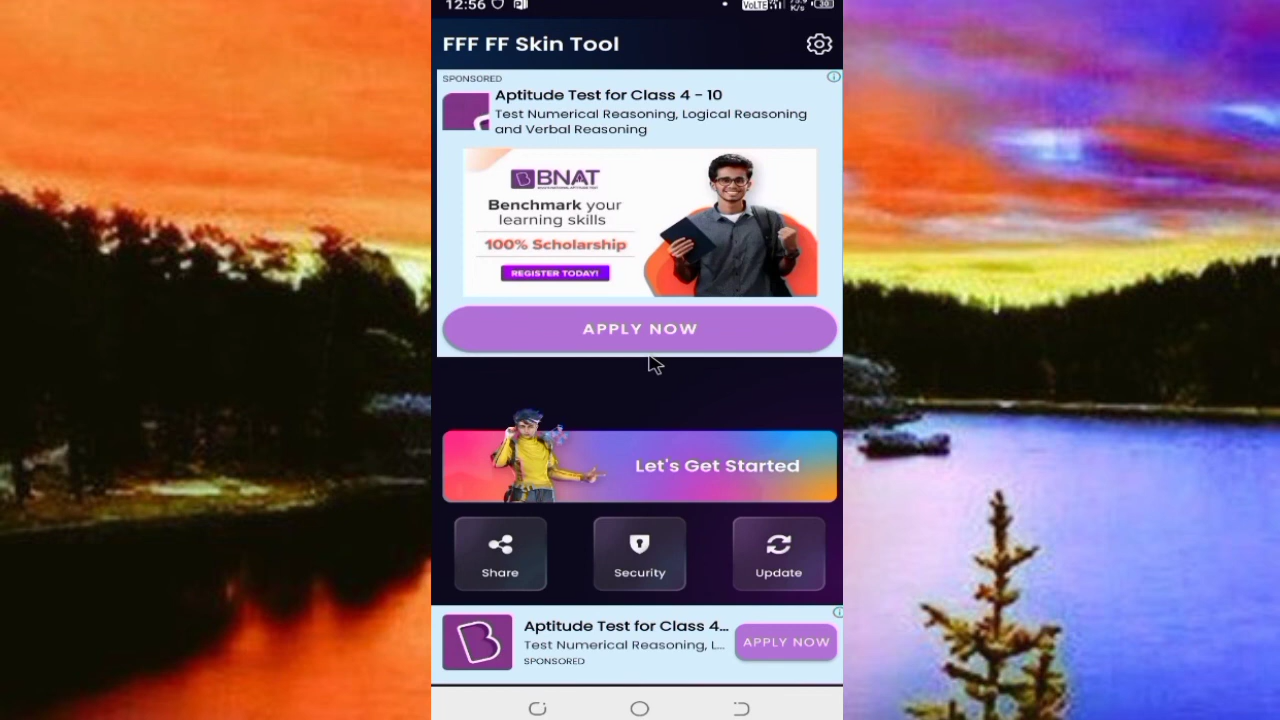 12:56
VoLTE
K/s
30
FFF FF Skin Tool
SPONSORED
Aptitude Test for Class 4 - 10
Test Numerical Reasoning, Logical Reasoning
and Verbal Reasoning
BNAT
Benchmark your
learning skills
100% Scholarship
REGISTER TODAY!
APPLY NOW
Let's Get Started
Share
Security
Update
Aptitude Test for Class 4...
Test Numerical Reasoning, L...
SPONSORED
APPLY NOW